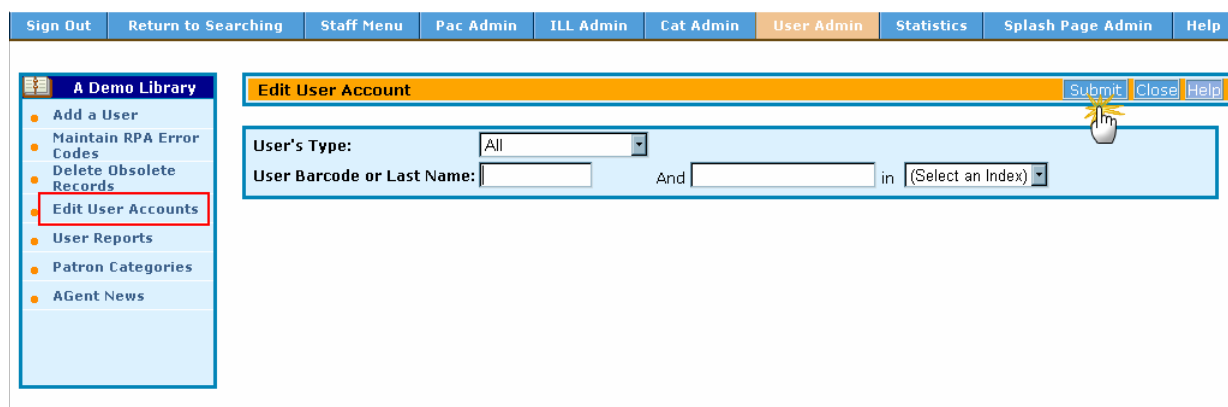 Sign Out Return to Searching Staff Menu Pac Admin ILL Admin Cat Admin User Admin Statistics Splash Page Admin Help
A Demo Library
Add a User
Maintain RPA Error
Codes
Delete Obsolete
Records
Edit User Accounts
User Reports
Patron Categories
AGent News
Edit User Account Submit Close Help
User's Type: All
User Barcode or Last Name: And in (Select an Index)